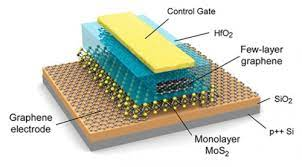 Control Gate
HfO2
Few-layer
graphene
Graphene
electrode
SiO2
Monolayer
MoS2
p++ Si